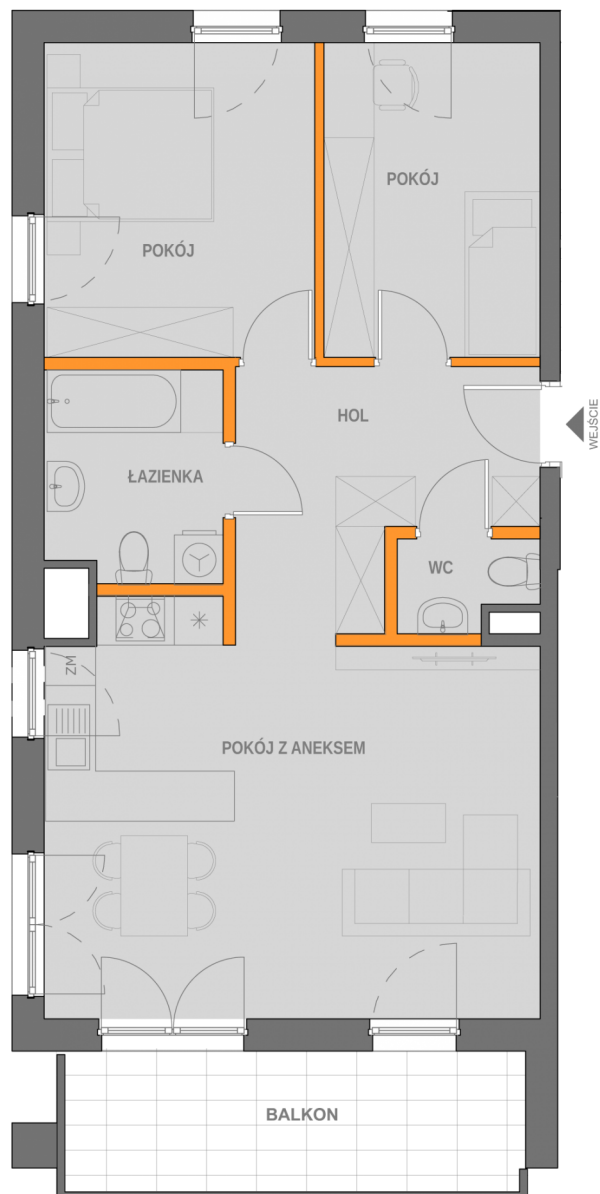 POKÓJ
POKÓJ
HOL
WEJŚCIE
ŁAZIENKA
WC
ZM
POKÓJ Z ANEKSEM
BALKON